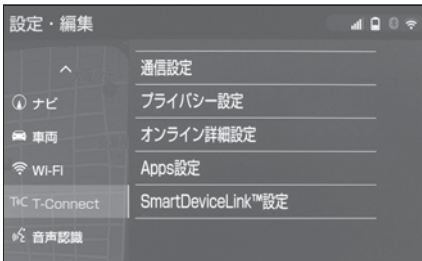 設定・編集
ナビ
車両
Wi-Fi
T-Connect
音声認識
通信設定
プライバシー設定
オンライン詳細設定
Apps設定
SmartDeviceLink™設定